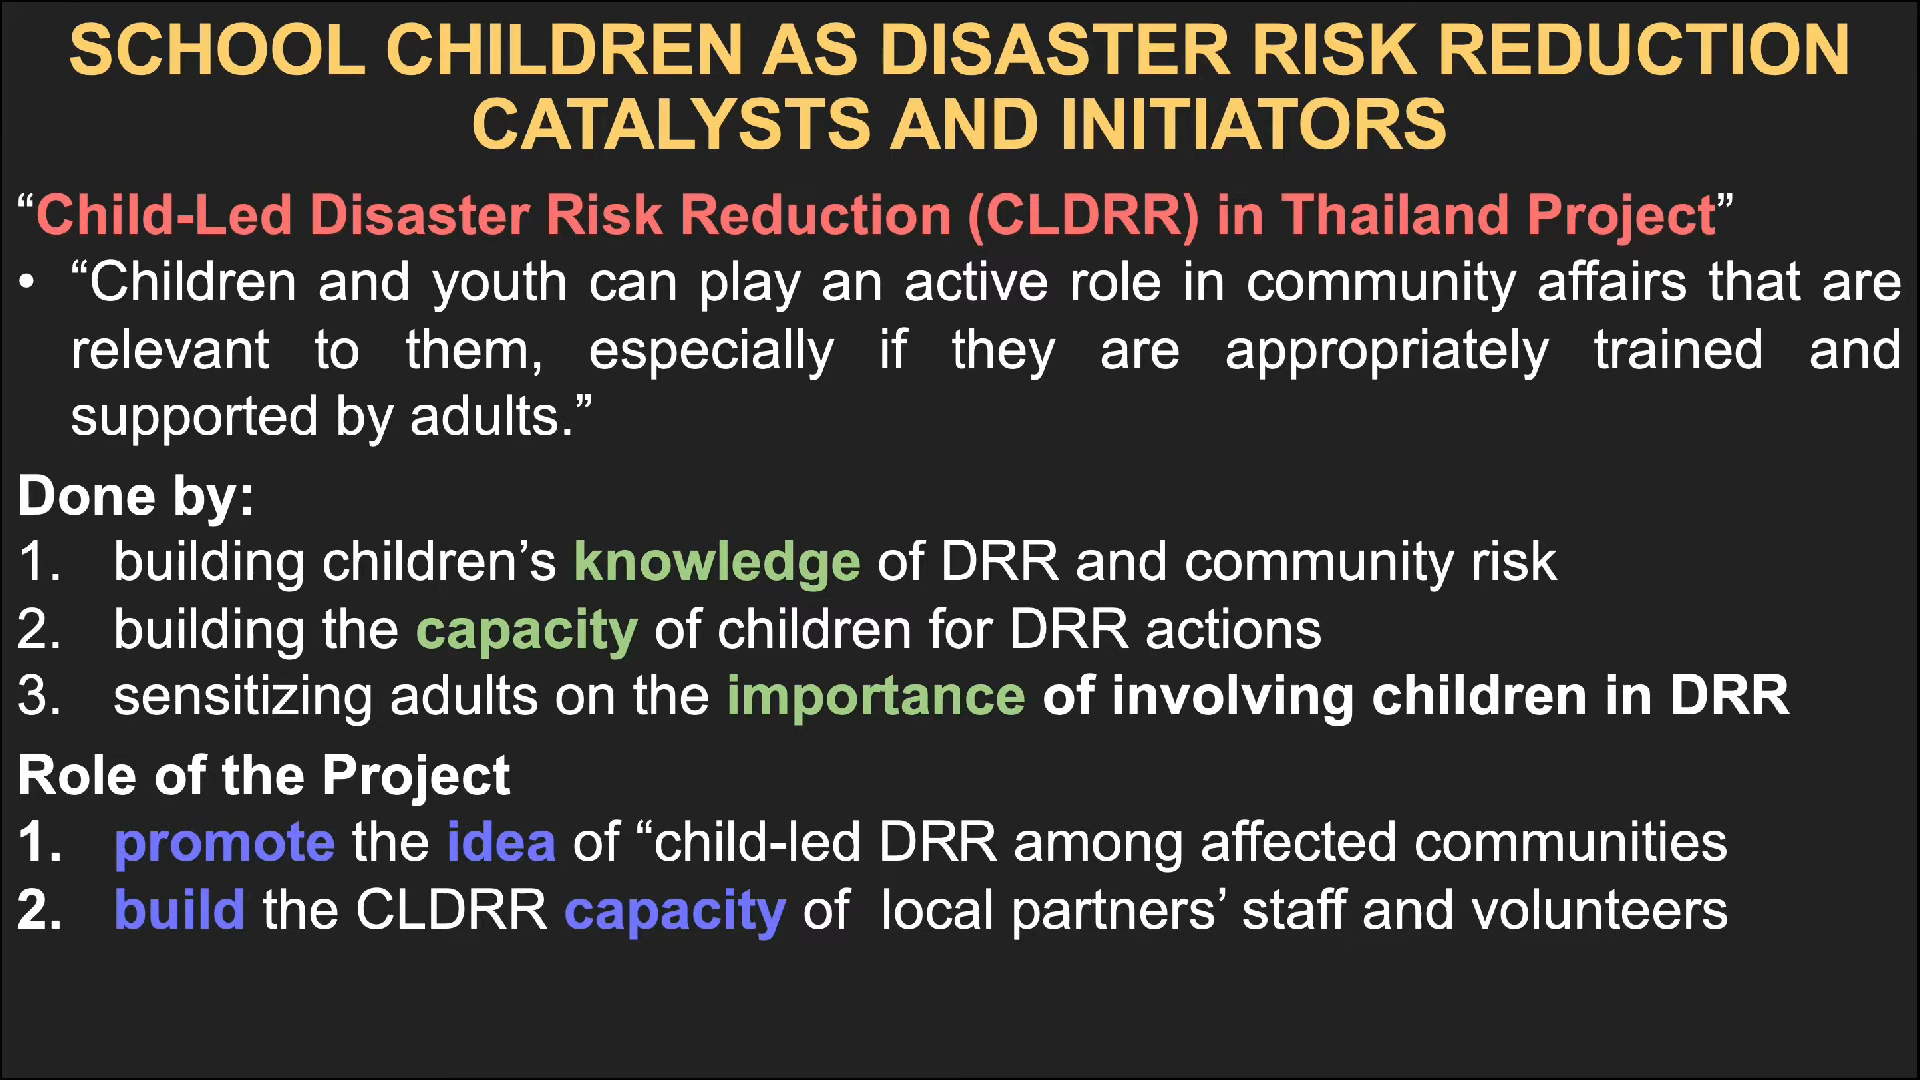 SCHOOL CHILDREN AS DISASTER RISK REDUCTION
CATALYSTS AND INITIATORS
“Child-Led Disaster Risk Reduction (CLDRR) in Thailand Project”
• “Children and youth can play an active role in community affairs that are
relevant to them, especially if they are appropriately trained and
supported by adults.”
Done by:
1. building children’s knowledge of DRR and community risk
2. building the capacity of children for DRR actions
3. sensitizing adults on the importance of involving children in DRR
Role of the Project
1. promote the idea of “child-led DRR among affected communities
2. build the CLDRR capacity of local partners’ staff and volunteers